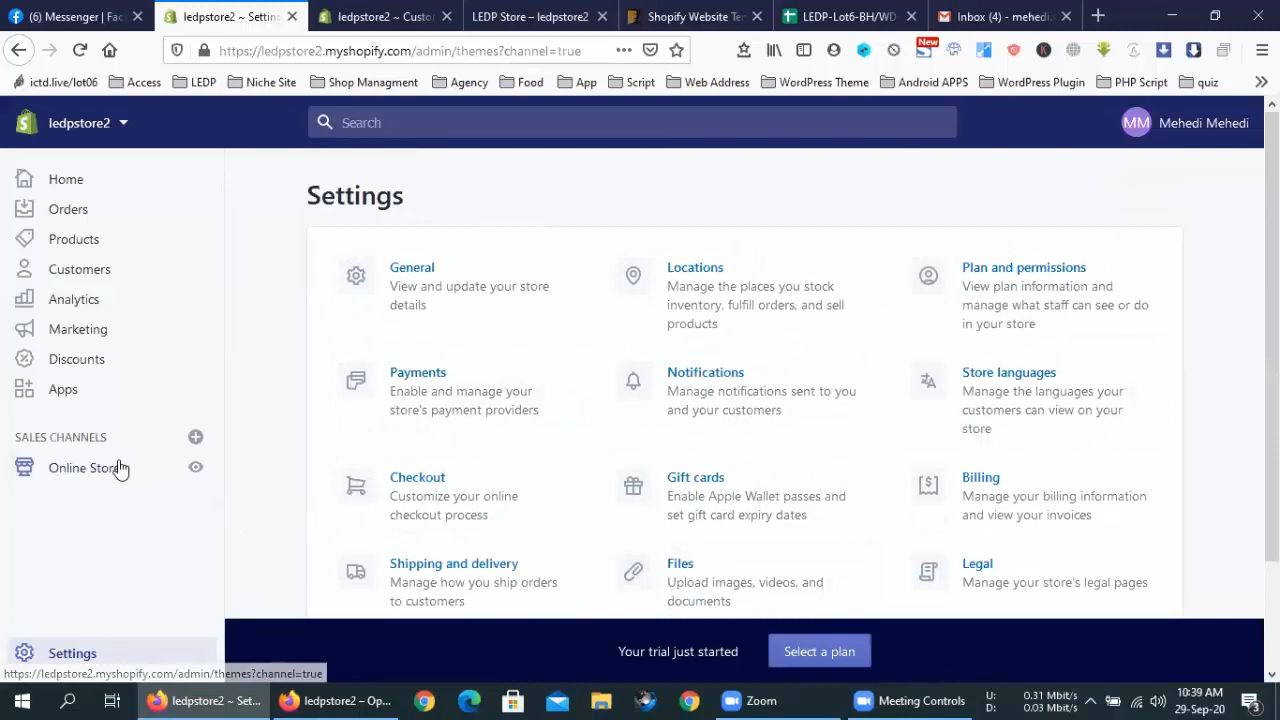 (6) Messenger | Fac
ledpstore2 ~ Settin
ledpstore2 ~ Custo
LEDP Store – ledpstore2
Shopify Website Te
LEDP-Lot6-BH/WD
Inbox (4) - mehedi.
https://ledpstore2.myshopify.com/admin/themes?channel=true
New
ictd.live/lot06
Access
LEDP
Niche Site
Shop Managment
Agency
Food
App
Script
Web Address
WordPress Theme
Android APPS
WordPress Plugin
PHP Script
quiz
ledpstore2
Search
MM
Mehedi Mehedi
Home
Orders
Products
Customers
Analytics
Marketing
Discounts
Apps
SALES CHANNELS
Online Store
Settings
Settings
General
View and update your store
details
Locations
Manage the places you stock
inventory, fulfill orders, and sell
products
Plan and permissions
View plan information and
manage what staff can see or do
in your store
Payments
Enable and manage your
store's payment providers
Notifications
Manage notifications sent to you
and your customers
Store languages
Manage the languages your
customers can view on your
store
Checkout
Customize your online
checkout process
Gift cards
Enable Apple Wallet passes and
set gift card expiry dates
Billing
Manage your billing information
and view your invoices
Shipping and delivery
Manage how you ship orders
to customers
Files
Upload images, videos, and
documents
Legal
Manage your store's legal pages
Your trial just started
Select a plan
https://ledpstore2.myshopify.com/admin/themes?channel=true
ledpstore2 ~ Set...
ledpstore2 ~ Op...
Zoom
Meeting Controls
U: 0.31 Mbit/s
D: 0.03 Mbit/s
10:39 AM
29-Sep-20
3